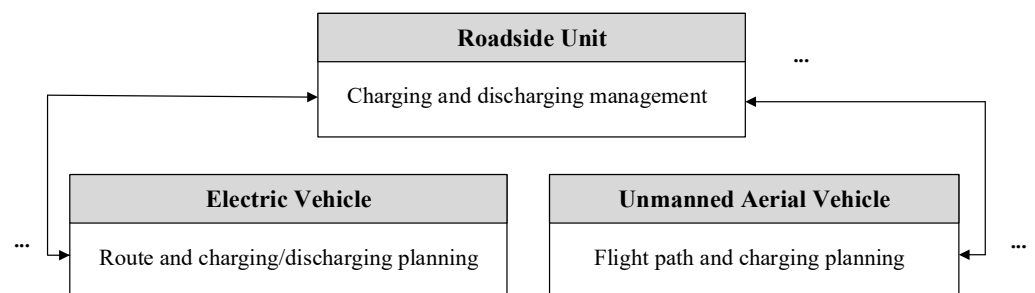 Roadside Unit
...
Charging and discharging management
Electric Vehicle
Unmanned Aerial Vehicle
...
Route and charging/discharging planning
Flight path and charging planning
...